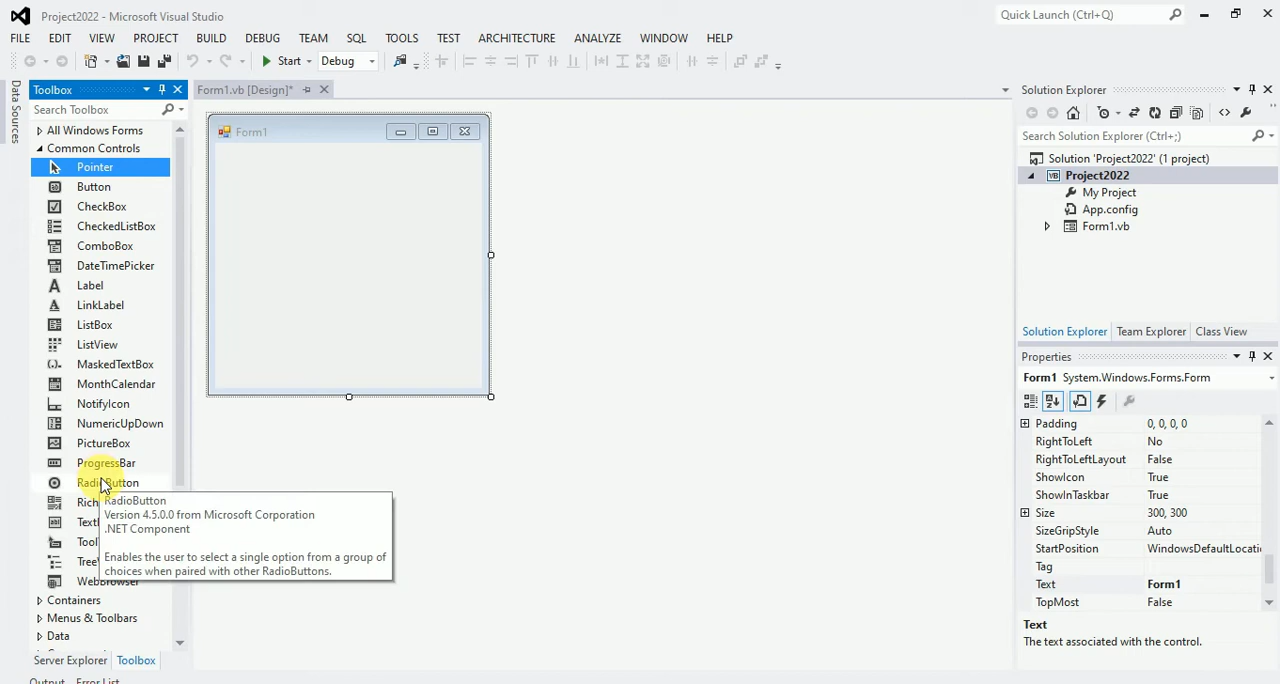 Project2022 - Microsoft Visual Studio
Quick Launch (Ctrl+Q)
FILE EDIT VIEW PROJECT BUILD DEBUG TEAM SQL TOOLS TEST ARCHITECTURE ANALYZE WINDOW HELP
Start Debug
Data Sources
Toolbox
Search Toolbox
All Windows Forms
Common Controls
Pointer
Button
CheckBox
CheckedListBox
ComboBox
DateTimePicker
Label
LinkLabel
ListBox
ListView
MaskedTextBox
MonthCalendar
NotifyIcon
NumericUpDown
PictureBox
ProgressBar
RadioButton
Rich
Text
Tool
Tree
WebBrowser
Containers
Menus & Toolbars
Data
Server Explorer Toolbox
Output Error List
RadioButton
Version 4.5.0.0 from Microsoft Corporation
.NET Component
Enables the user to select a single option from a group of
choices when paired with other RadioButtons.
Form1.vb [Design]*
Form1
Solution Explorer
Search Solution Explorer (Ctrl+;)
Solution 'Project2022' (1 project)
Project2022
My Project
App.config
Form1.vb
Solution Explorer Team Explorer Class View
Properties
Form1 System.Windows.Forms.Form
Padding 0, 0, 0, 0
RightToLeft No
RightToLeftLayout False
ShowIcon True
ShowInTaskbar True
Size 300, 300
SizeGripStyle Auto
StartPosition WindowsDefaultLocati
Tag
Text Form1
TopMost False
Text
The text associated with the control.